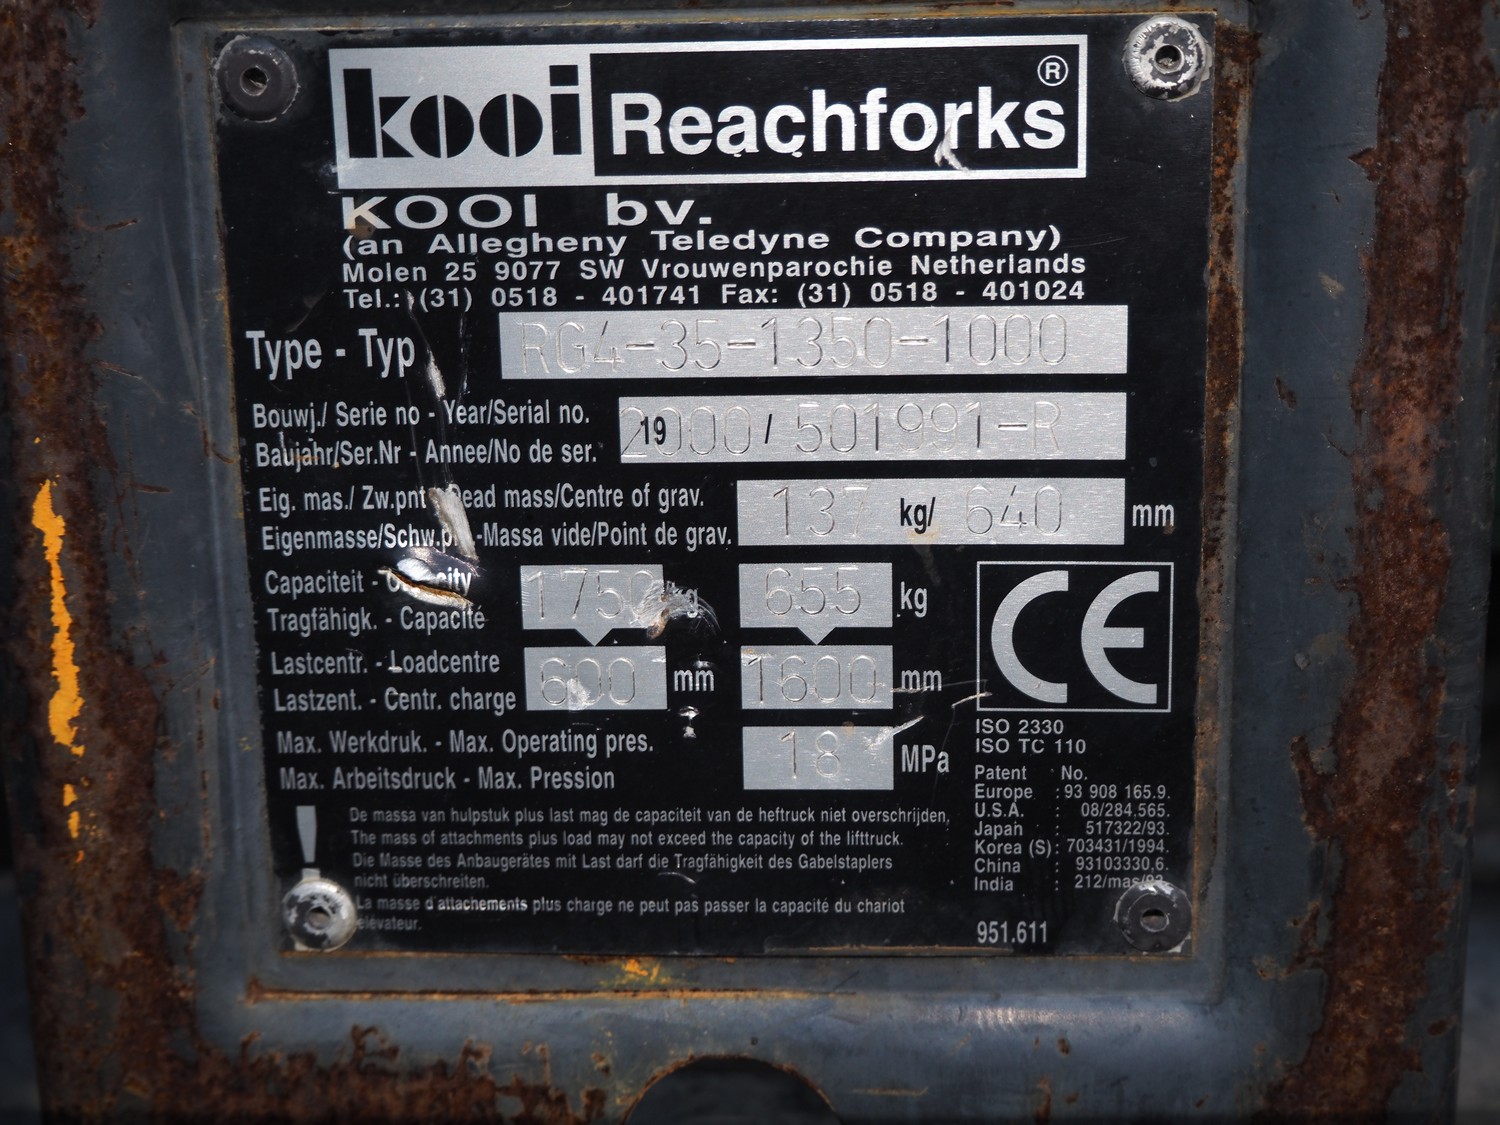 kooi Reachforks ®
KOOI bv.
(an Allegheny Teledyne Company)
Molen 25 9077 SW Vrouwenparochie Netherlands
Tel.: (31) 0518 - 401741 Fax: (31) 0518 - 401024
Type - Typ RG4-35-1350-1000
Bouwj./ Serie no - Year/Serial no.
Baujahr/Ser.Nr - Annee/No de ser.
19 2000 / 501991-R
Eig. mas./ Zw.pnt - Dead mass/Centre of grav.
Eigenmasse/Schw.p -Massa vide/Point de grav.
137 kg/ 640 mm
Capaciteit - Capacity
Tragfähigk. - Capacité
1750 kg 655 kg
Lastcentr. - Loadcentre
Lastzent. - Centr. charge
600 mm 1600 mm
Max. Werkdruk. - Max. Operating pres.
Max. Arbeitsdruck - Max. Pression
18 MPa
CE
ISO 2330
ISO TC 110
Patent No.
Europe : 93 908 165.9.
U.S.A. : 08/284,565.
Japan : 517322/93.
Korea (S) : 703431/1994.
China : 93103330,6.
India : 212/mas/93
951.611
! De massa van hulpstuk plus last mag de capaciteit van de heftruck niet overschrijden,
The mass of attachments plus load may not exceed the capacity of the lifttruck.
Die Masse des Anbaugerätes mit Last darf die Tragfähigkeit des Gabelstaplers
nicht überschreiten.
La masse d'attachements plus charge ne peut pas passer la capacité du chariot
elévateur.